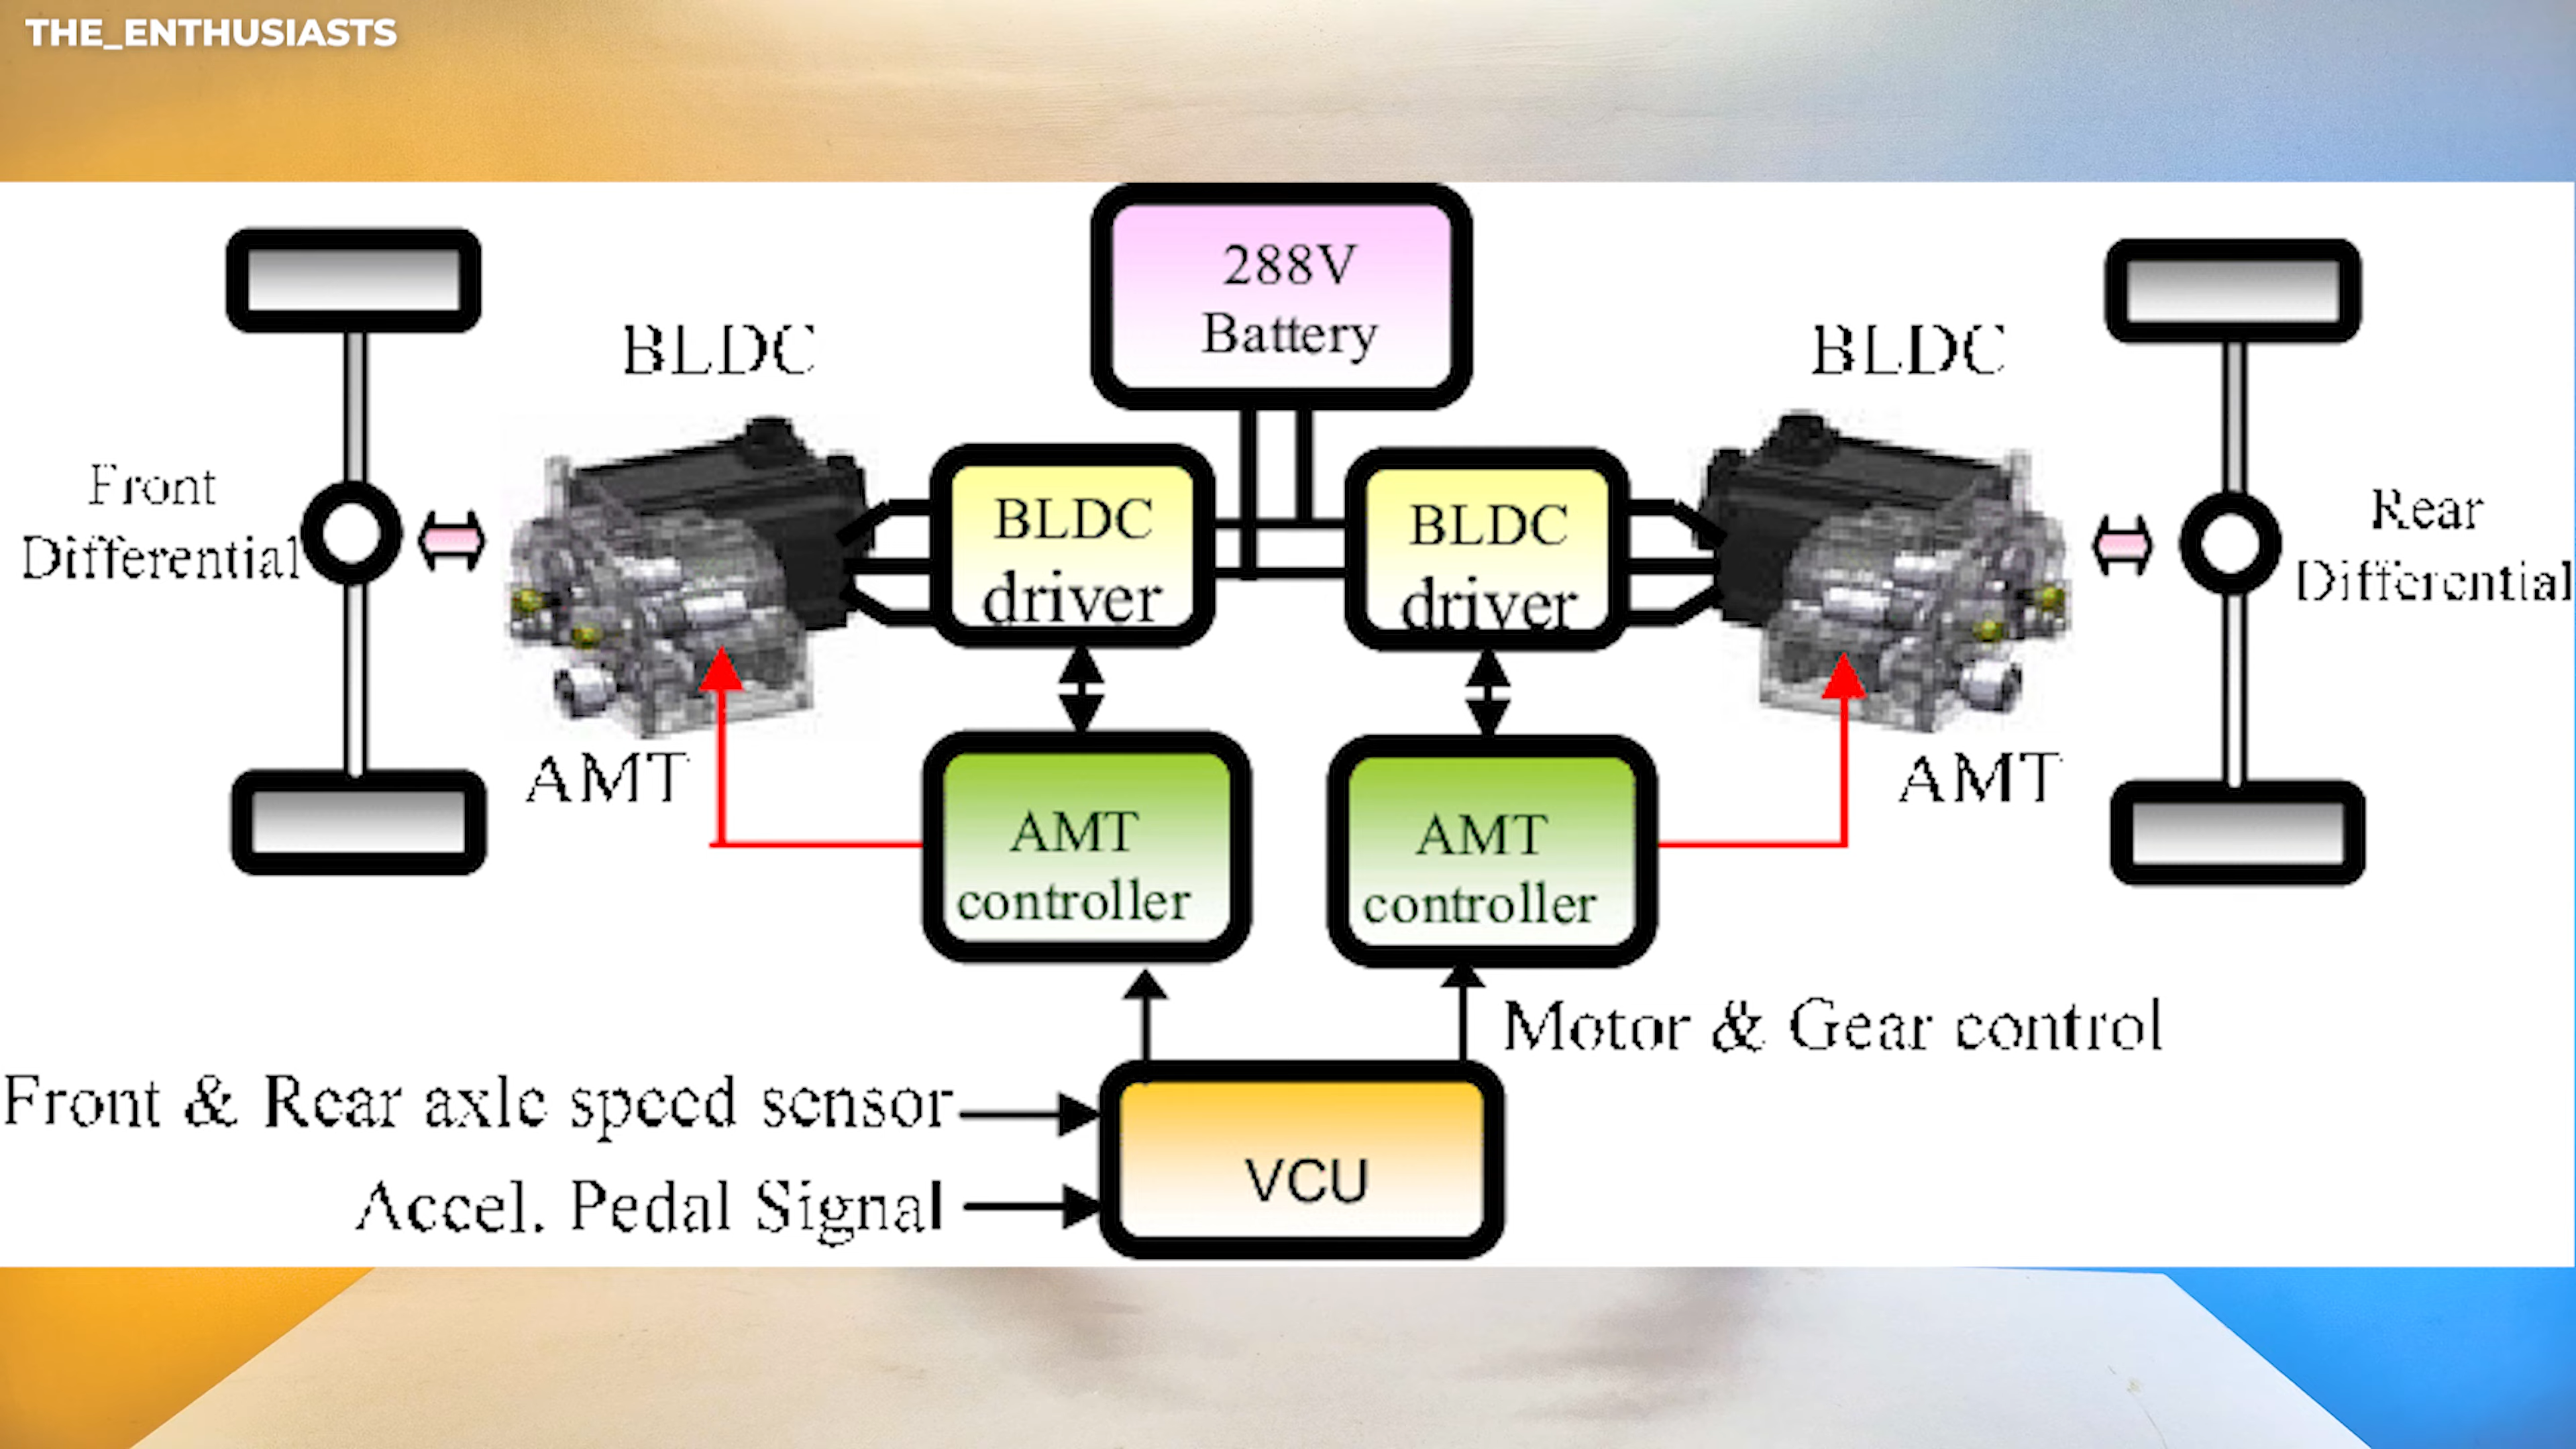 THE_ENTHUSIASTS
288V
Battery
BLDC
BLDC
Front
Differential
BLDC
driver
BLDC
driver
Rear
Differential
AMT
AMT
AMT
controller
AMT
controller
Motor & Gear control
Front & Rear axle speed sensor
Accel. Pedal Signal
VCU